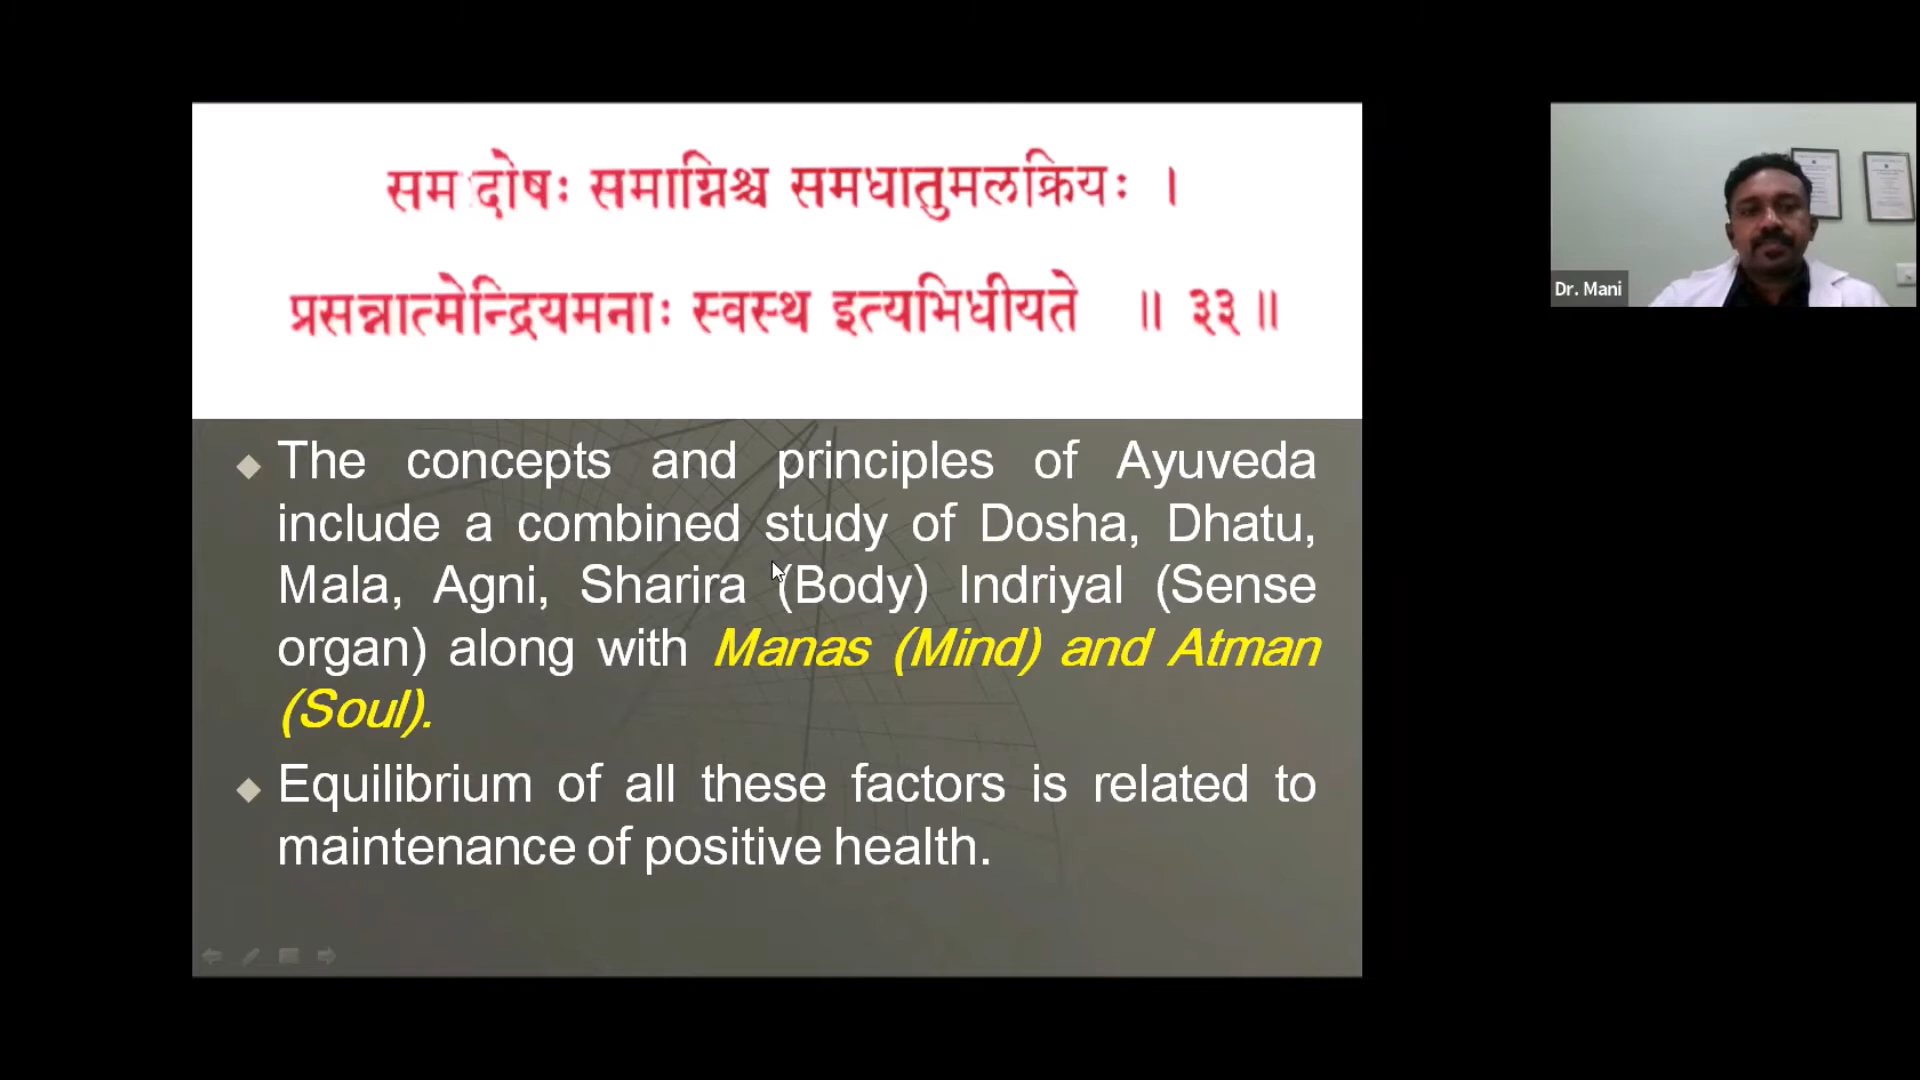 सम दोषः समाग्निश्च समधातुमलक्रियः ।
प्रसन्नात्मेन्द्रियमनाः स्वस्थ इत्यभिधीयते ॥ ३३ ॥
The concepts and principles of Ayuveda
include a combined study of Dosha, Dhatu,
Mala, Agni, Sharira (Body) Indriyal (Sense
organ) along with Manas (Mind) and Atman
(Soul).
Equilibrium of all these factors is related to
maintenance of positive health.
Dr. Mani